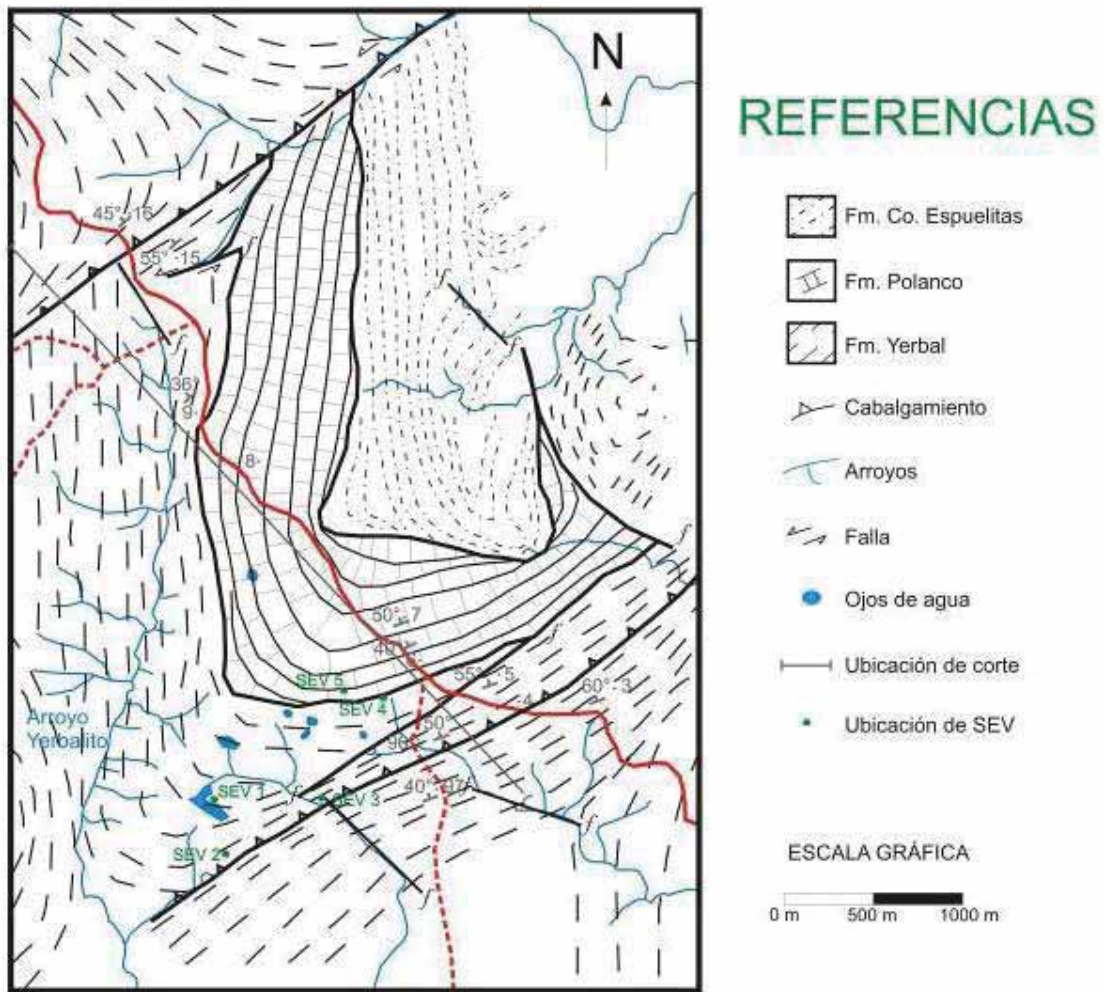 N
REFERENCIAS
Fm. Co. Espuelitas
Fm. Polanco
Fm. Yerbal
Cabalgamiento
Arroyos
Falla
Ojos de agua
Ubicación de corte
Ubicación de SEV
ESCALA GRÁFICA
0 m 500 m 1000 m
45° -16
55° -15
36°
9-
8-
50° -7
40°
55° -5
60° -3
-4
50°
96
40° -97
SEV 5
SEV 4
Arroyo
Yerbalito
SEV 1
SEV 3
SEV 2
f
f
f
f
f
f
f
f
f
f